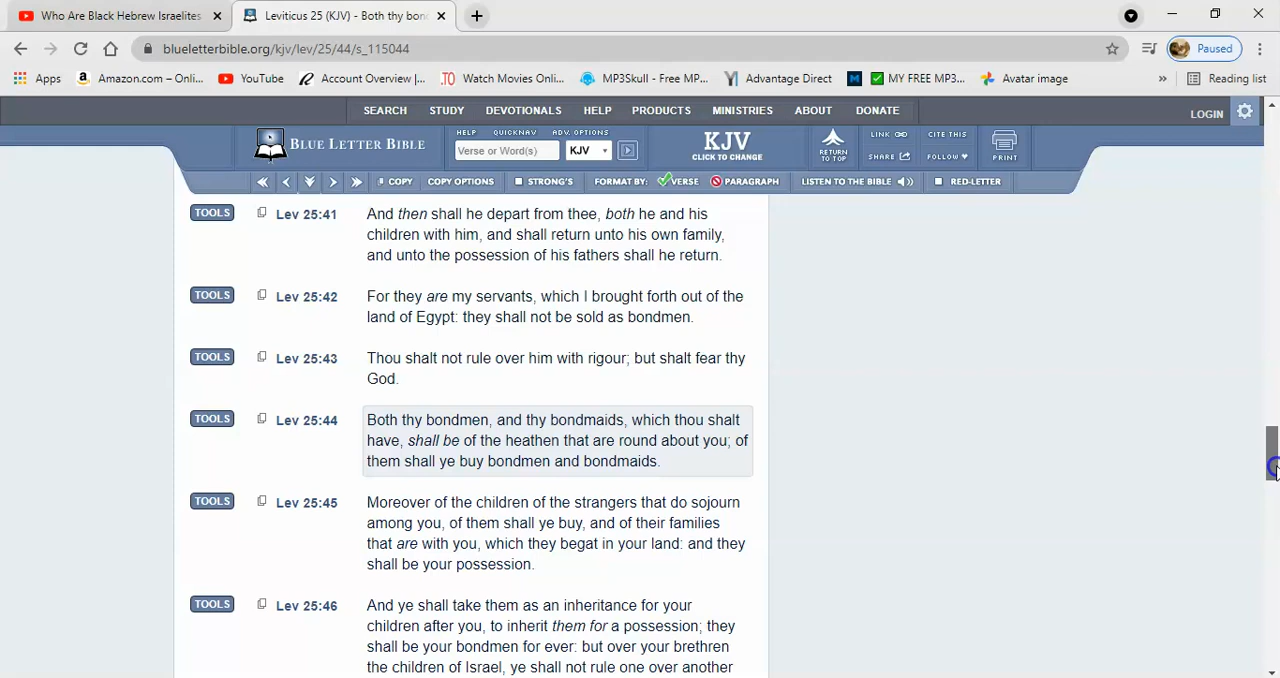 Who Are Black Hebrew Israelites
Leviticus 25 (KJV) - Both thy bon
blueletterbible.org/kjv/lev/25/44/s_115044
Paused
Apps
Amazon.com – Onli...
YouTube
Account Overview |...
Watch Movies Onli...
MP3Skull - Free MP...
Advantage Direct
MY FREE MP3...
Avatar image
»
Reading list
SEARCH STUDY DEVOTIONALS HELP PRODUCTS MINISTRIES ABOUT DONATE
LOGIN
BLUE LETTER BIBLE
HELP QUICKNAV ADV. OPTIONS
Verse or Word(s)
KJV
KJV
CLICK TO CHANGE
RETURN
TO TOP
LINK
CITE THIS
SHARE
FOLLOW
PRINT
COPY COPY OPTIONS STRONG'S FORMAT BY: VERSE PARAGRAPH LISTEN TO THE BIBLE RED-LETTER
TOOLS Lev 25:41 And then shall he depart from thee, both he and his
children with him, and shall return unto his own family,
and unto the possession of his fathers shall he return.
TOOLS Lev 25:42 For they are my servants, which I brought forth out of the
land of Egypt: they shall not be sold as bondmen.
TOOLS Lev 25:43 Thou shalt not rule over him with rigour; but shalt fear thy
God.
TOOLS Lev 25:44 Both thy bondmen, and thy bondmaids, which thou shalt
have, shall be of the heathen that are round about you; of
them shall ye buy bondmen and bondmaids.
TOOLS Lev 25:45 Moreover of the children of the strangers that do sojourn
among you, of them shall ye buy, and of their families
that are with you, which they begat in your land: and they
shall be your possession.
TOOLS Lev 25:46 And ye shall take them as an inheritance for your
children after you, to inherit them for a possession; they
shall be your bondmen for ever: but over your brethren
the children of Israel, ye shall not rule one over another